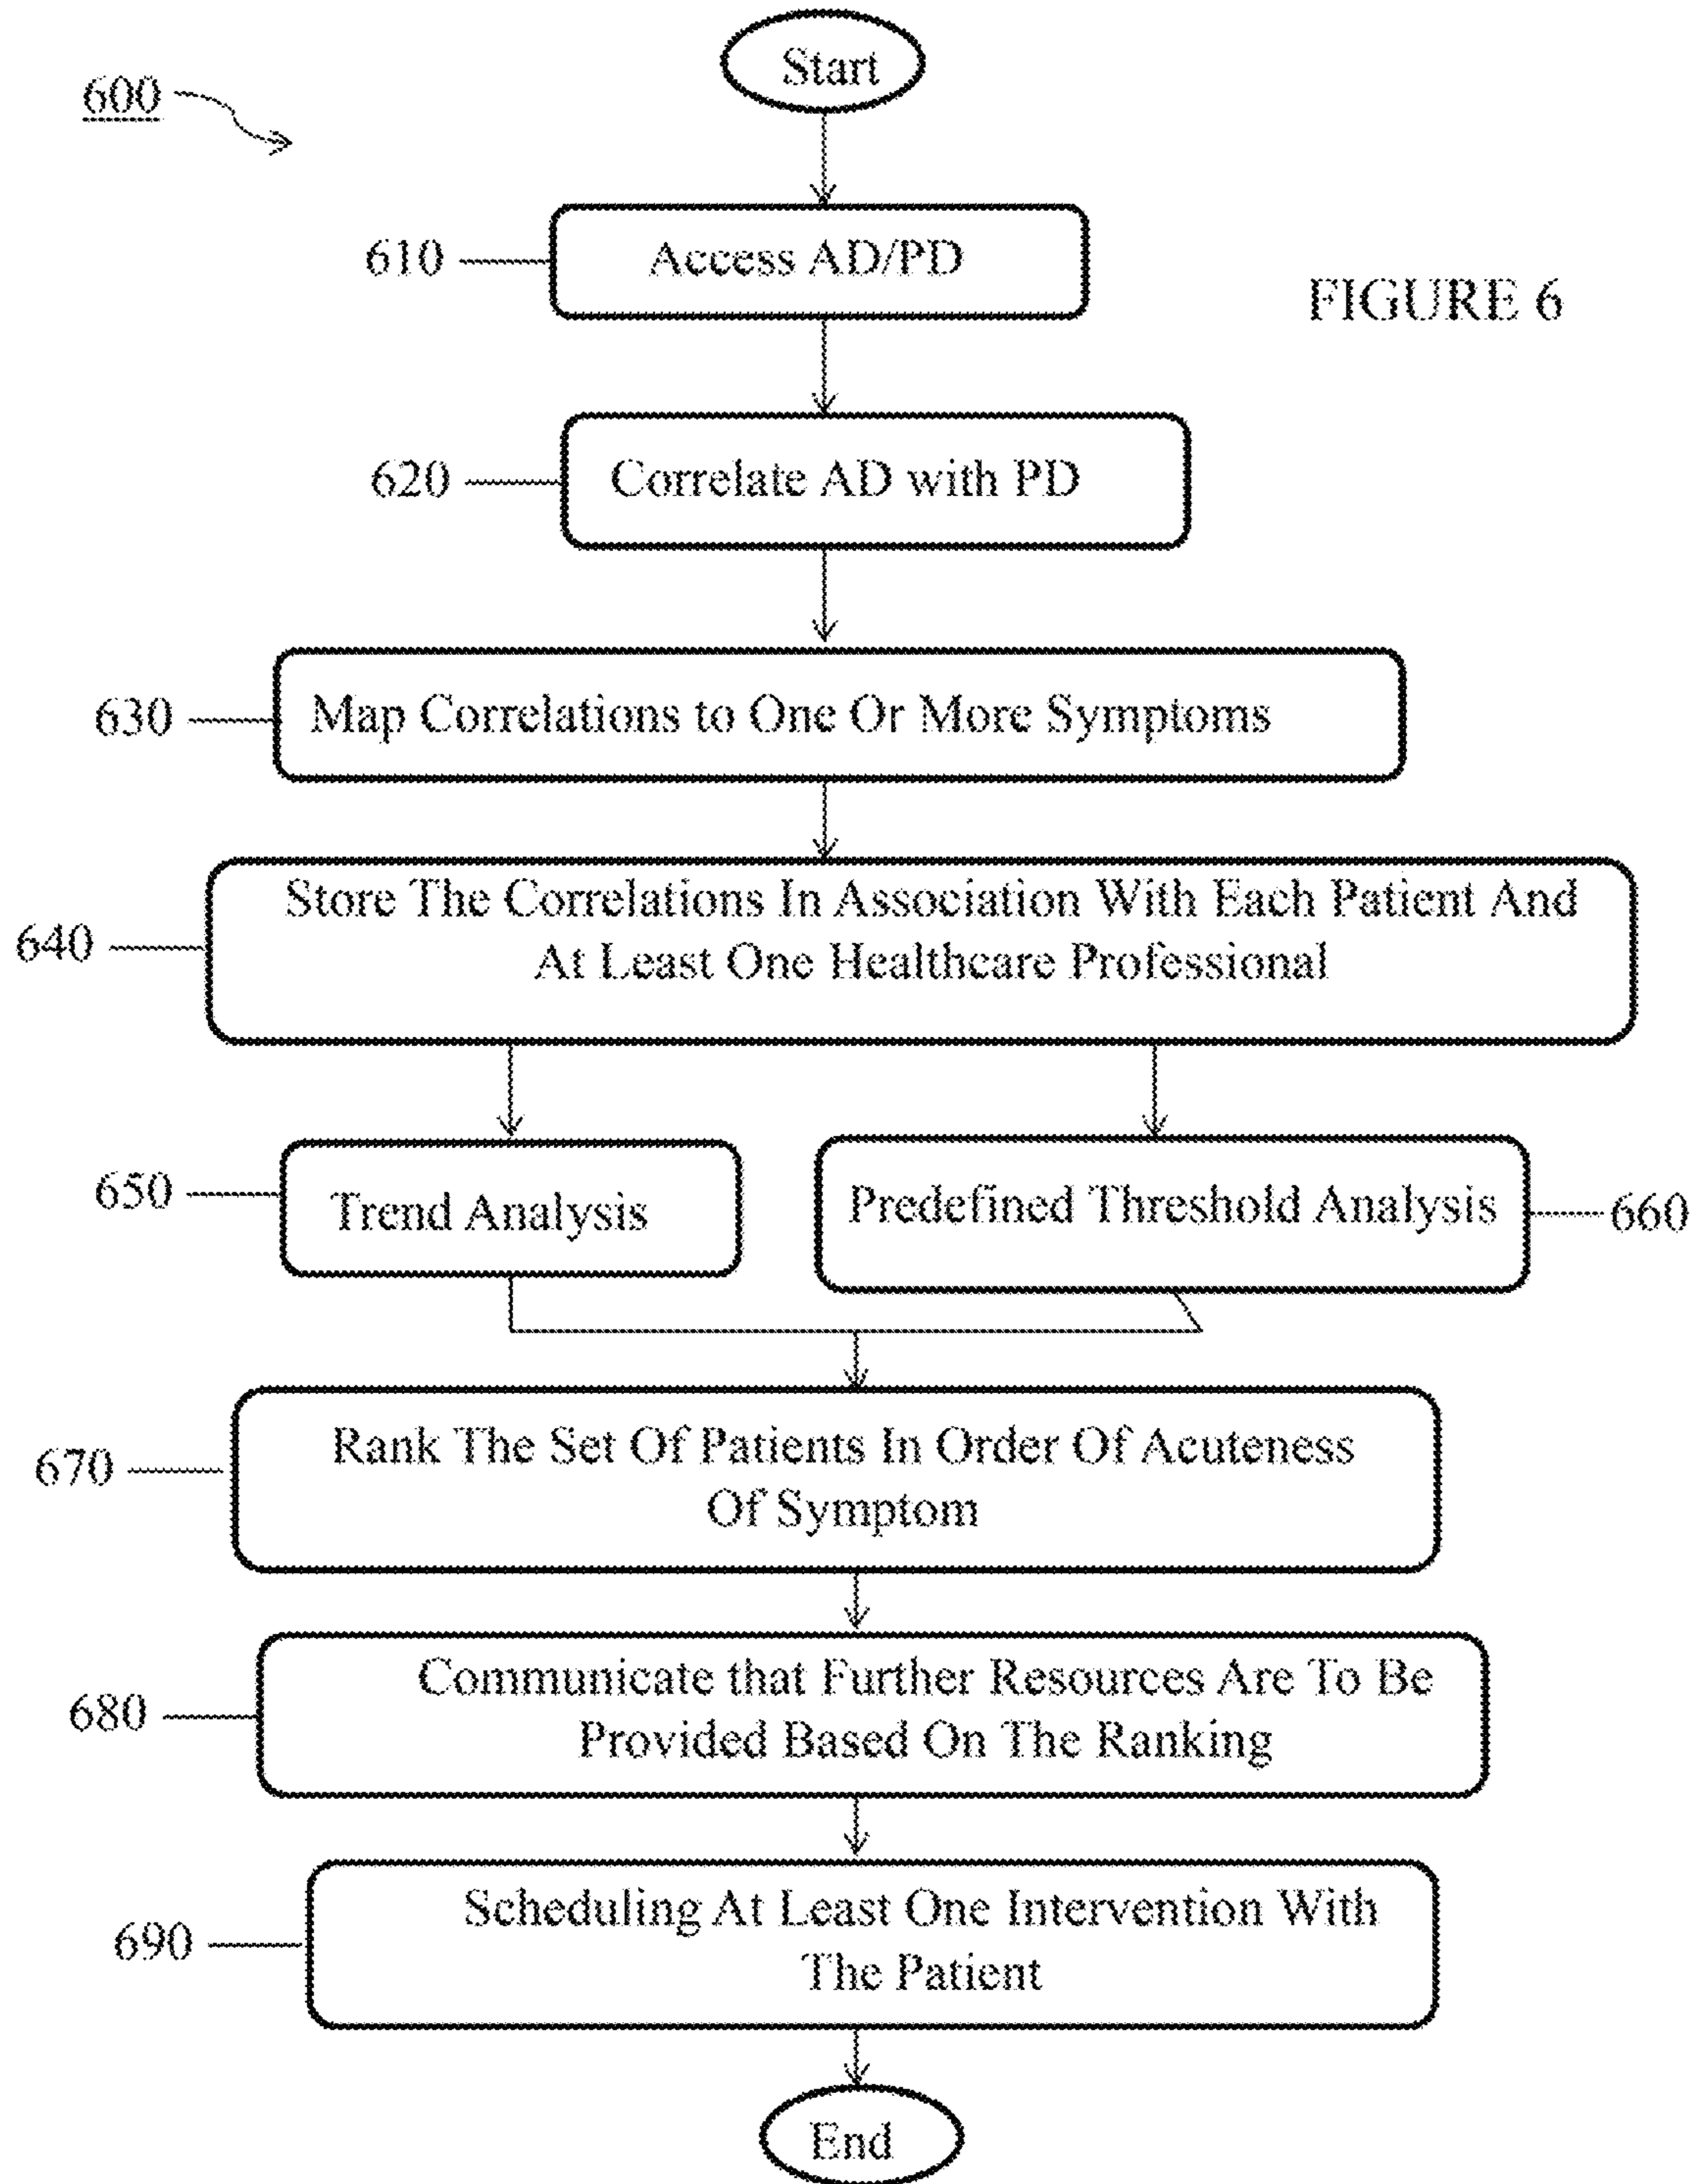 Start
600
610
Access AD/PD
FIGURE 6
620
Correlate AD with PD
630
Map Correlations to One Or More Symptoms
640
Store The Correlations In Association With Each Patient And
At Least One Healthcare Professional
650
Trend Analysis
Predefined Threshold Analysis
660
670
Rank The Set Of Patients In Order Of Acuteness
Of Symptom
680
Communicate that Further Resources Are To Be
Provided Based On The Ranking
690
Scheduling At Least One Intervention With
The Patient
End